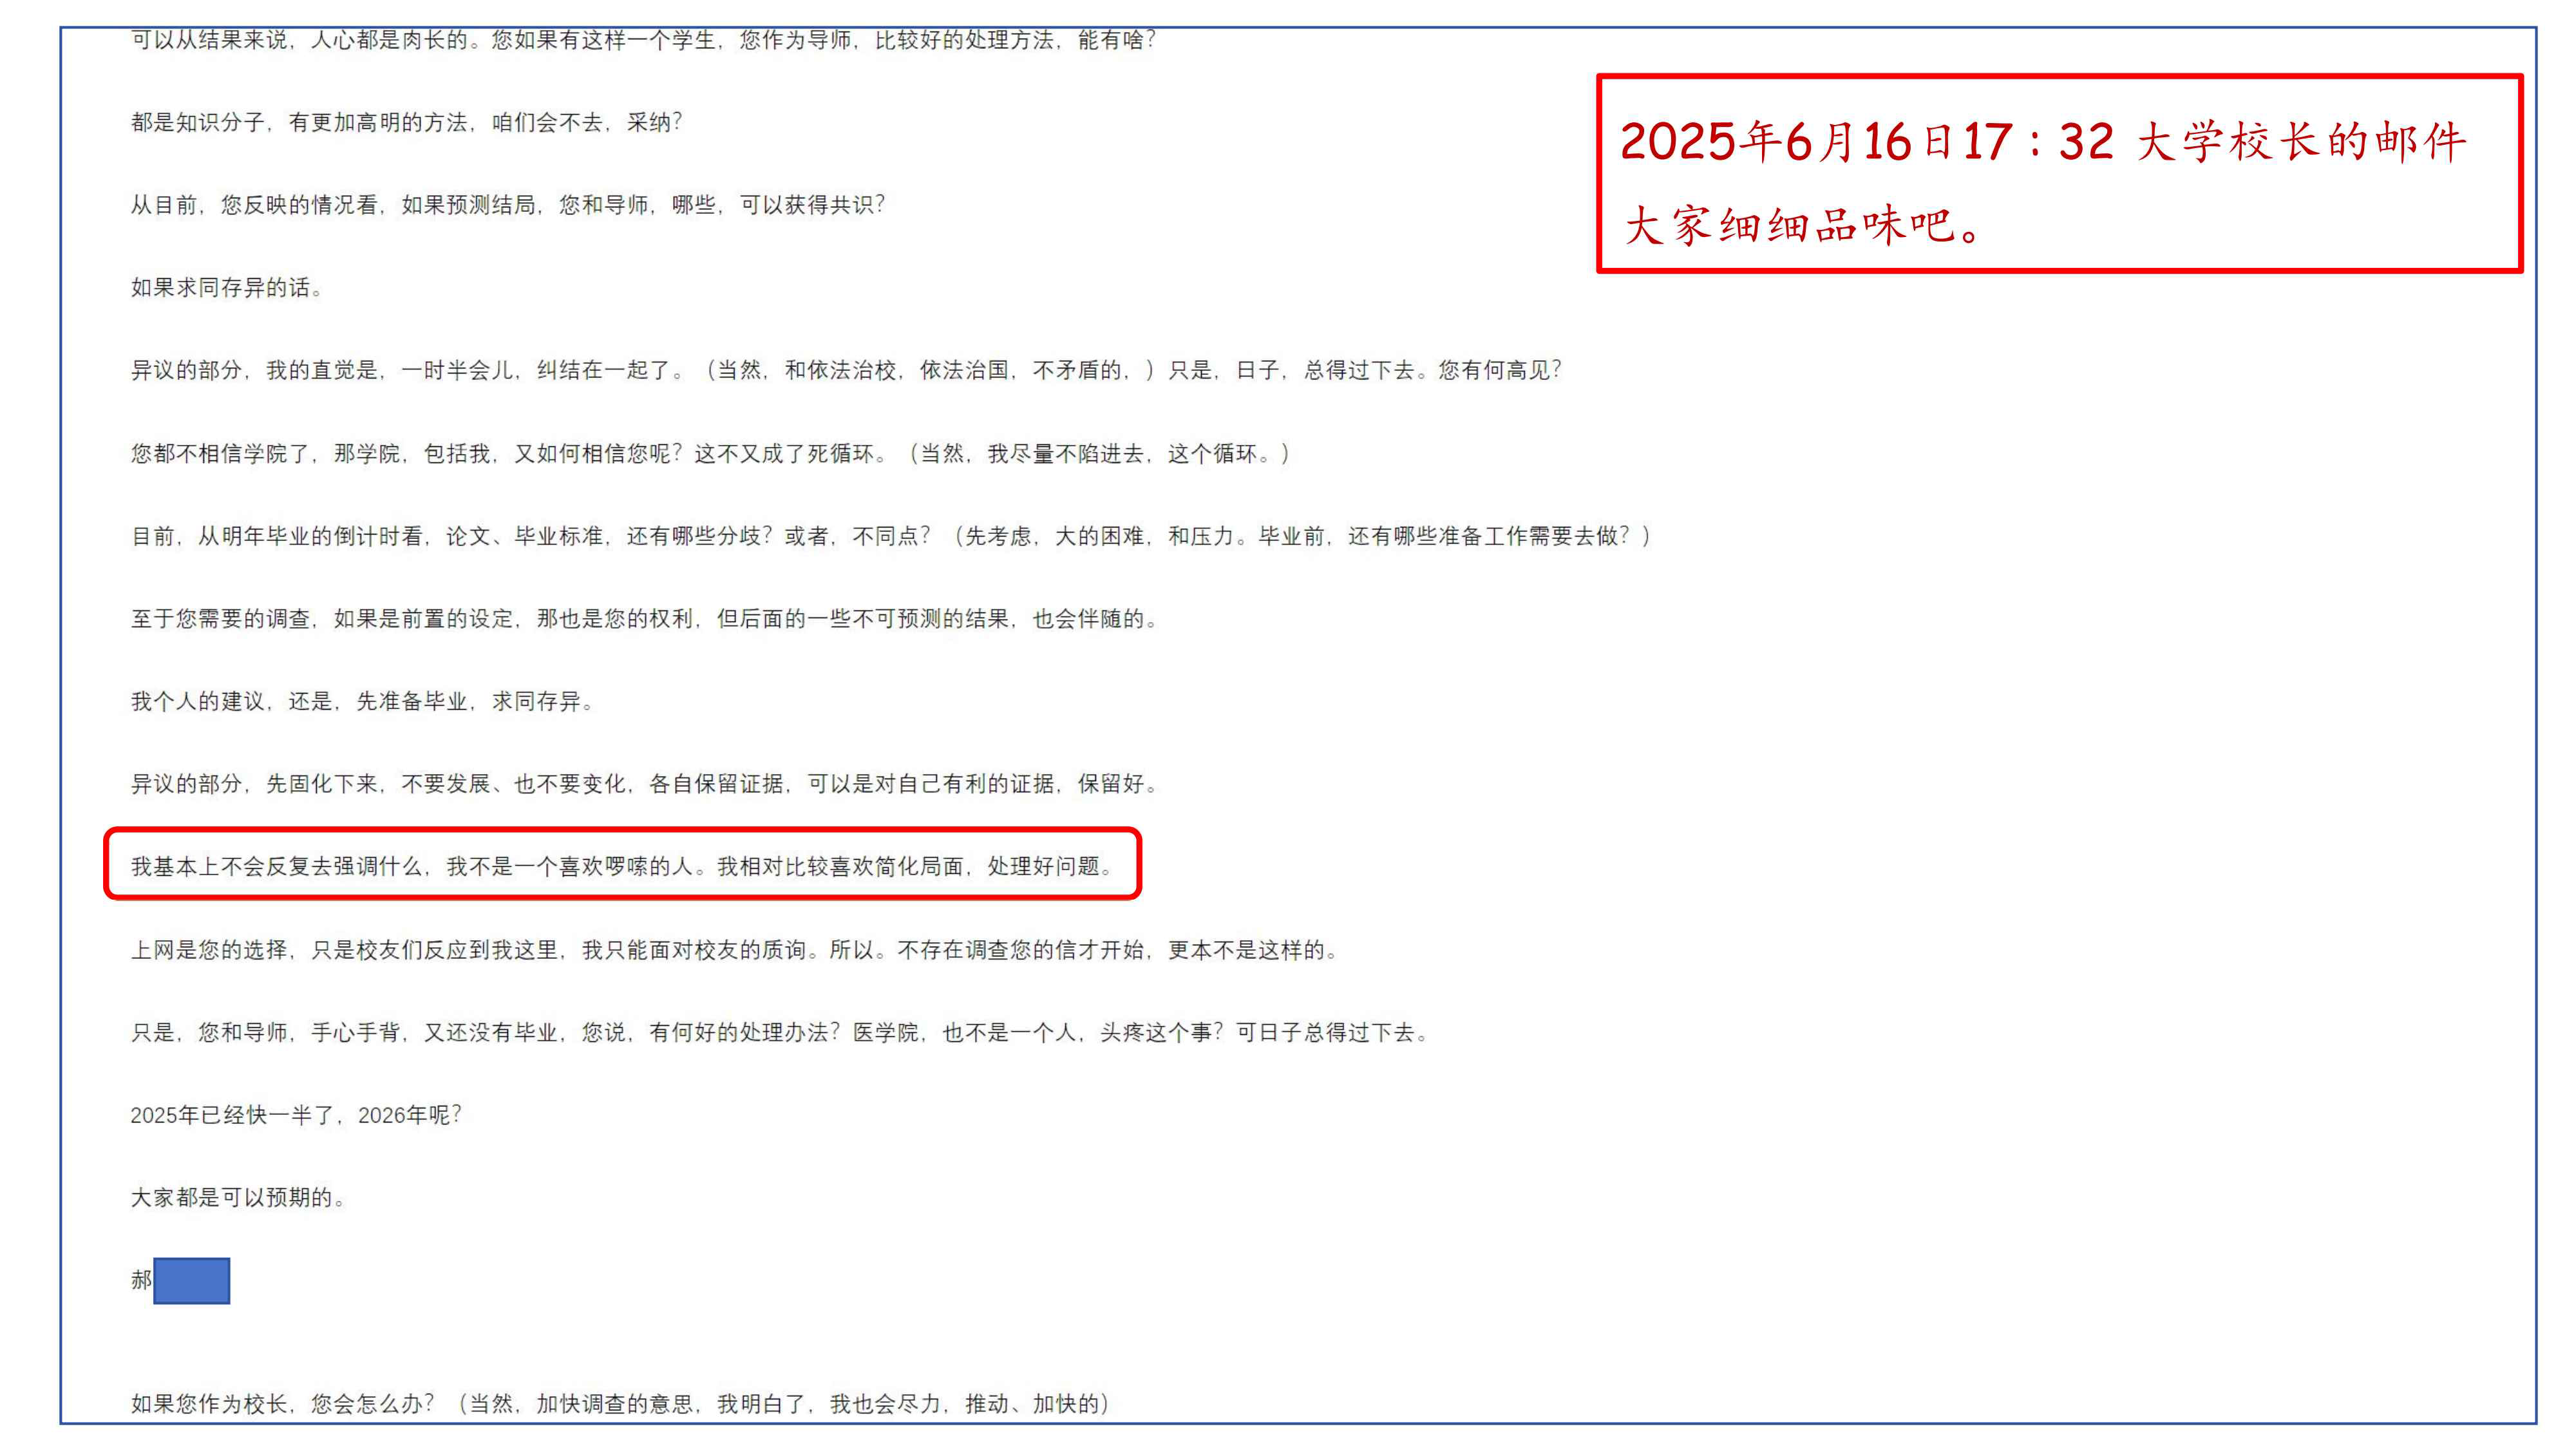 可以从结果来说，人心都是肉长的。您如果有这样一个学生，您作为导师，比较好的处理方法，能有啥？
2025年6月16日17：32 大学校长的邮件
大家细细品味吧。
都是知识分子，有更加高明的方法，咱们会不去，采纳？
从目前，您反映的情况看，如果预测结局，您和导师，哪些，可以获得共识？
如果求同存异的话。
异议的部分，我的直觉是，一时半会儿，纠结在一起了。（当然，和依法治校，依法治国，不矛盾的，）只是，日子，总得过下去。您有何高见？
您都不相信学院了，那学院，包括我，又如何相信您呢？这不又成了死循环。（当然，我尽量不陷进去，这个循环。）
目前，从明年毕业的倒计时看，论文、毕业标准，还有哪些分歧？或者，不同点？（先考虑，大的困难，和压力。毕业前，还有哪些准备工作需要去做？）
至于您需要的调查，如果是前置的设定，那也是您的权利，但后面的一些不可预测的结果，也会伴随的。
我个人的建议，还是，先准备毕业，求同存异。
异议的部分，先固化下来，不要发展、也不要变化，各自保留证据，可以是对自己有利的证据，保留好。
我基本上不会反复去强调什么，我不是一个喜欢啰嗦的人。我相对比较喜欢简化局面，处理好问题。
上网是您的选择，只是校友们反应到我这里，我只能面对校友的质询。所以。不存在调查您的信才开始，更本不是这样的。
只是，您和导师，手心手背，又还没有毕业，您说，有何好的处理办法？医学院，也不是一个人，头疼这个事？可日子总得过下去。
2025年已经快一半了，2026年呢？
大家都是可以预期的。
郝
如果您作为校长，您会怎么办？（当然，加快调查的意思，我明白了，我也会尽力，推动、加快的）